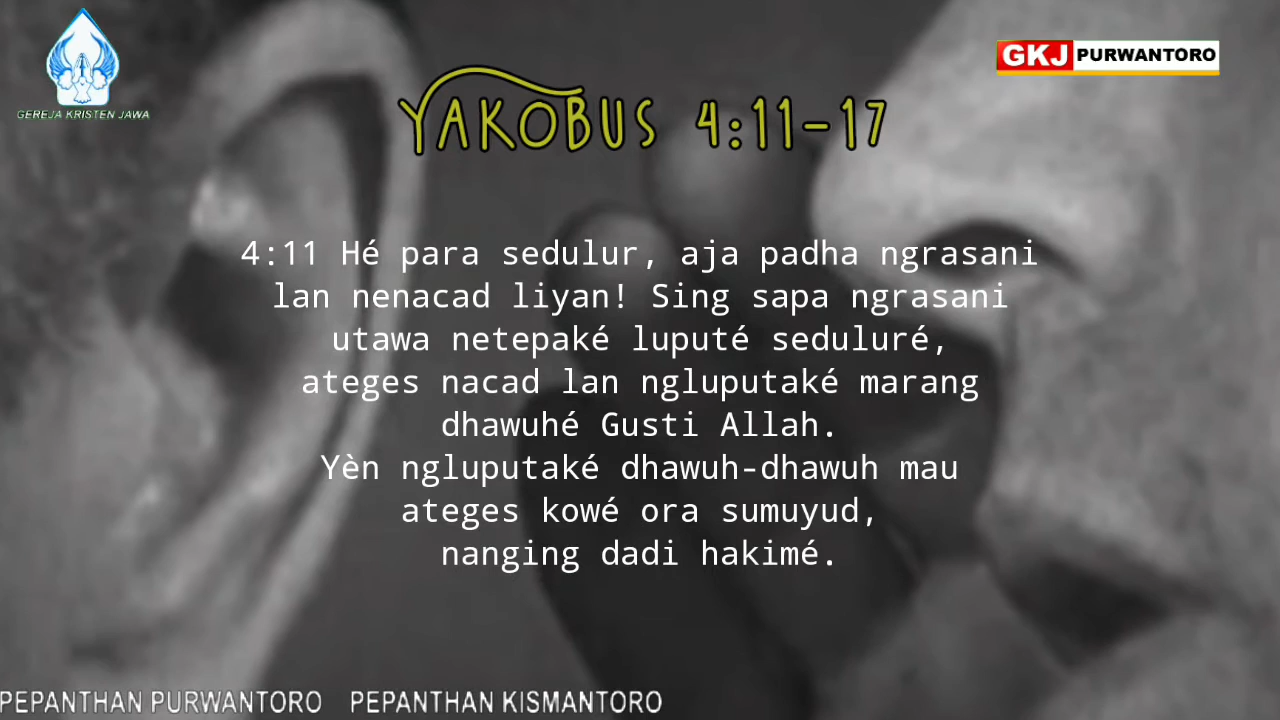 GEREJA KRISTEN JAWA
GKJ PURWANTORO
YAKOBUS 4:11-17
4:11 Hé para sedulur, aja padha ngrasani
lan nenacad liyan! Sing sapa ngrasani
utawa netepaké luputé seduluré,
ateges nacad lan ngluputaké marang
dhawuhé Gusti Allah.
Yèn ngluputaké dhawuh-dhawuh mau
ateges kowé ora sumuyud,
nanging dadi hakimé.
PEPANTHAN PURWANTORO PEPANTHAN KISMANTORO